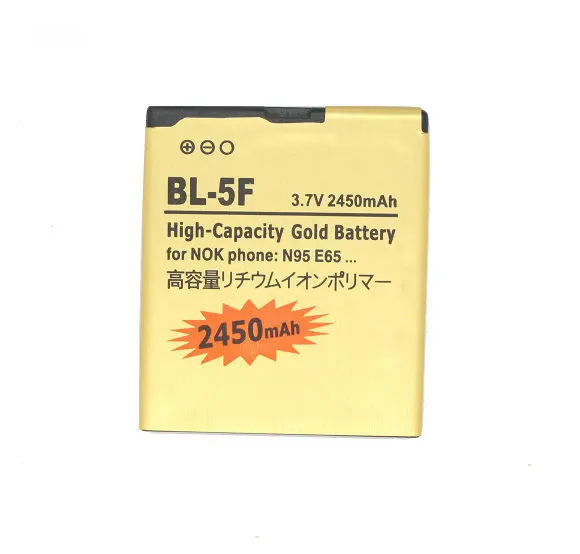 BL-5F
3.7V 2450mAh
High-Capacity Gold Battery
for NOK phone: N95 E65 ...
高容量リチウムイオンポリマー
2450mAh